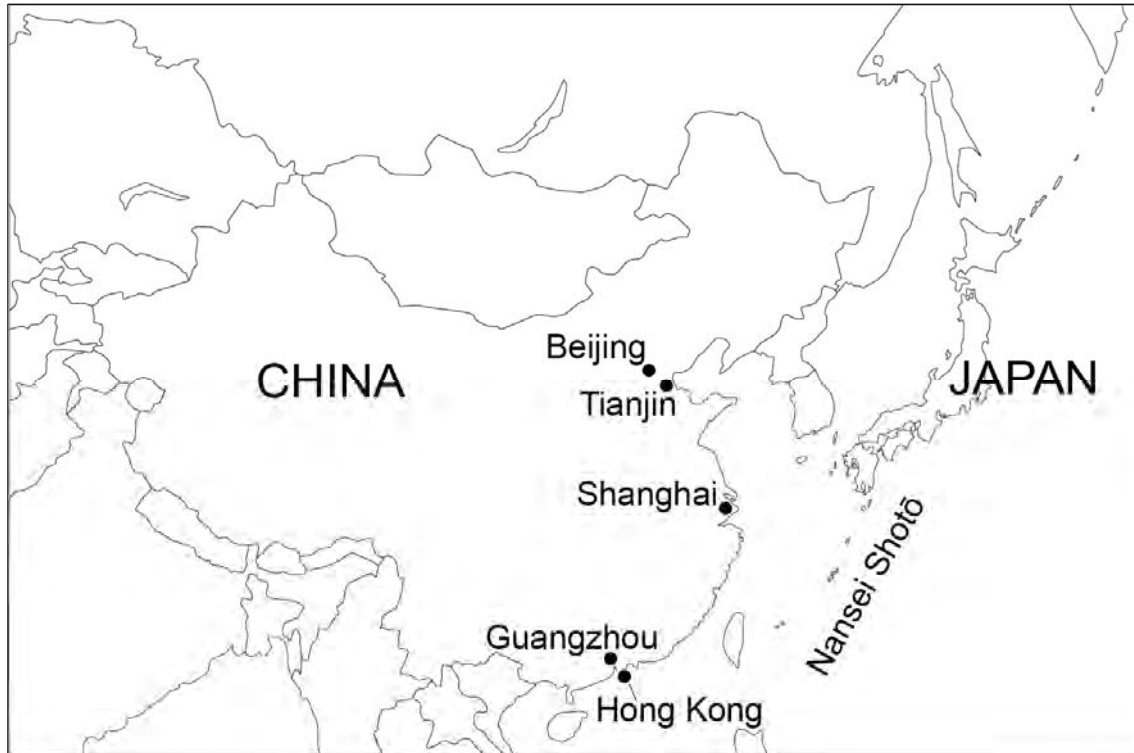 Beijing
CHINA
JAPAN
Tianjin
Shanghai
Nansei Shotō
Guangzhou
Hong Kong